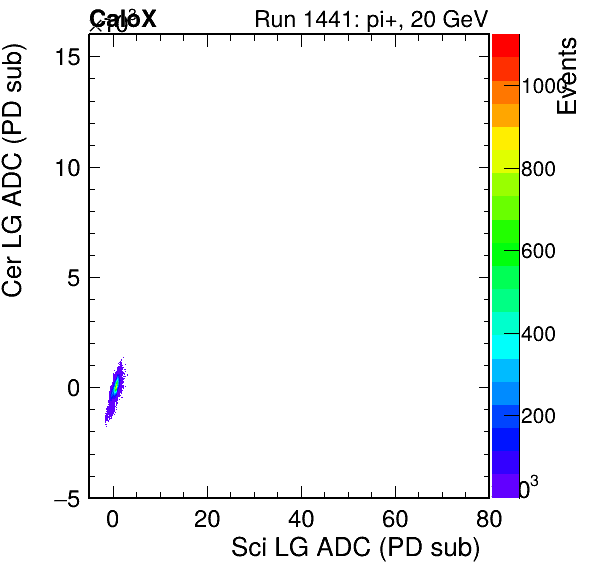 CaloX Run 1441: pi+, 20 GeV
×10³
15
10
5
0
−5
0 20 40 60 80
Sci LG ADC (PD sub)
Cer LG ADC (PD sub)
1000
800
600
400
200
Events